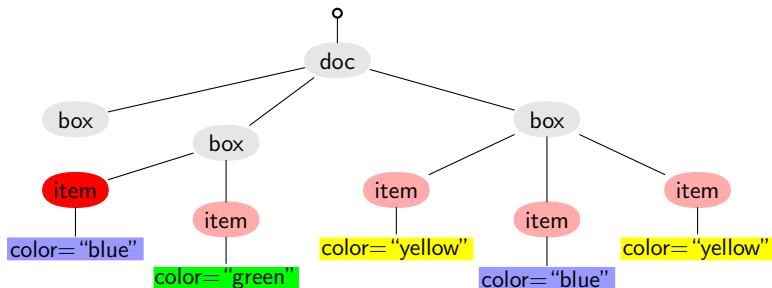 doc
box
box
box
item
item
item
item
item
color=“blue”
color=“green”
color=“yellow”
color=“blue”
color=“yellow”